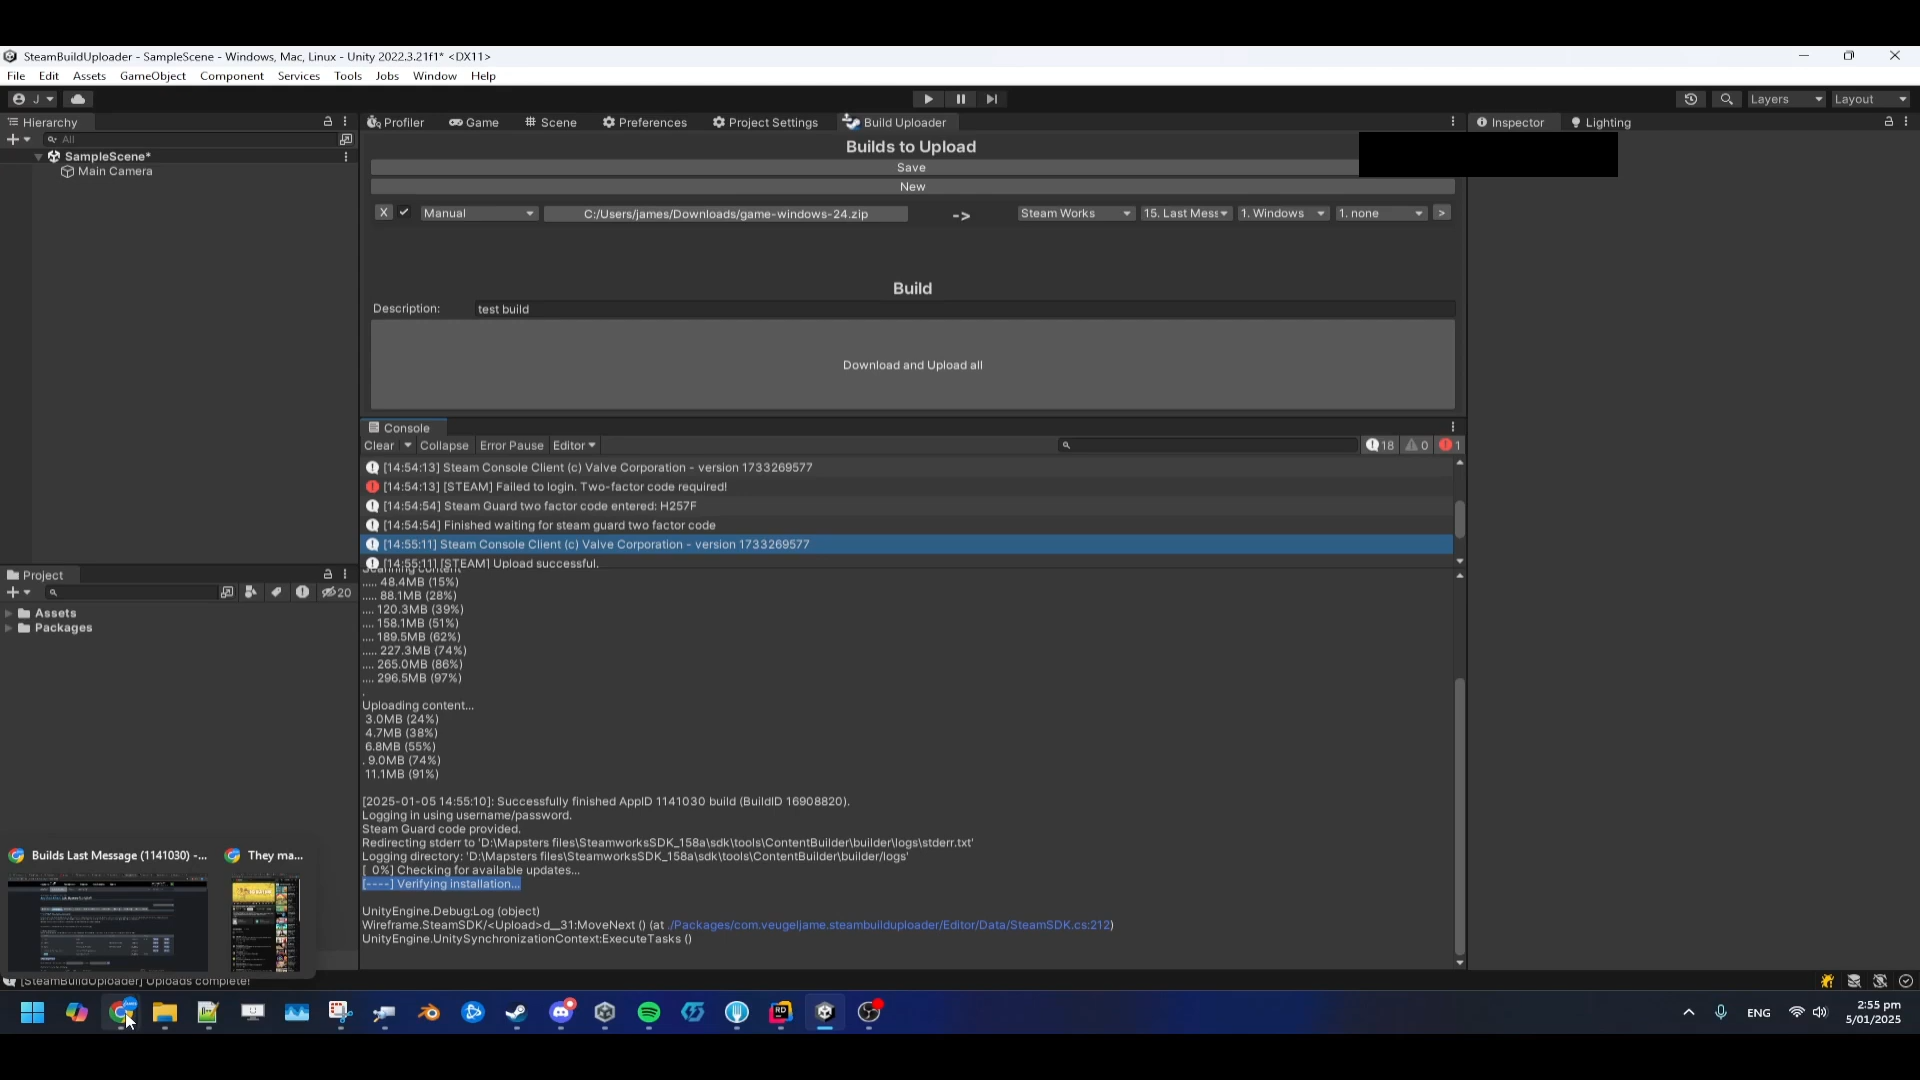 SteamBuildUploader - SampleScene - Windows, Mac, Linux - Unity 2022.3.21f1* <DX11>
File Edit Assets GameObject Component Services Tools Jobs Window Help
J
Layers
Layout
Hierarchy
All
SampleScene*
Main Camera
Profiler
Game
Scene
Preferences
Project Settings
Build Uploader
Inspector
Lighting
Builds to Upload
Save
New
X
Manual
C:/Users/james/Downloads/game-windows-24.zip
->
Steam Works
15. Last Mess
1. Windows
1. none
>
Build
Description:
test build
Download and Upload all
Console
Clear
Collapse
Error Pause
Editor
18
0
1
[14:54:13] Steam Console Client (c) Valve Corporation - version 1733269577
[14:54:13] [STEAM] Failed to login. Two-factor code required!
[14:54:54] Steam Guard two factor code entered: H257F
[14:54:54] Finished waiting for steam guard two factor code
[14:55:11] Steam Console Client (c) Valve Corporation - version 1733269577
[14:55:11] [STEAM] Upload successful.
Scanning content
..... 48.4MB (15%)
..... 88.1MB (28%)
.... 120.3MB (39%)
.... 158.1MB (51%)
.... 189.5MB (62%)
..... 227.3MB (74%)
.... 265.0MB (86%)
.... 296.5MB (97%)
.
Uploading content...
3.0MB (24%)
4.7MB (38%)
6.8MB (55%)
. 9.0MB (74%)
11.1MB (91%)
[2025-01-05 14:55:10]: Successfully finished AppID 1141030 build (BuildID 16908820).
Logging in using username/password.
Steam Guard code provided.
Redirecting stderr to 'D:\Mapsters files\SteamworksSDK_158a\sdk\tools\ContentBuilder\builder\logs\stderr.txt'
Logging directory: 'D:\Mapsters files\SteamworksSDK_158a\sdk\tools\ContentBuilder\builder/logs'
[ 0%] Checking for available updates...
[----] Verifying installation...
UnityEngine.Debug:Log (object)
Wireframe.SteamSDK/<Upload>d__31:MoveNext () (at ./Packages/com.veugeljame.steambuilduploader/Editor/Data/SteamSDK.cs:212)
UnityEngine.UnitySynchronizationContext:ExecuteTasks ()
Project
20
Assets
Packages
Builds Last Message (1141030) -...
They ma...
[SteamBuildUploader] Uploads complete!
RD
ENG
2:55 pm
5/01/2025